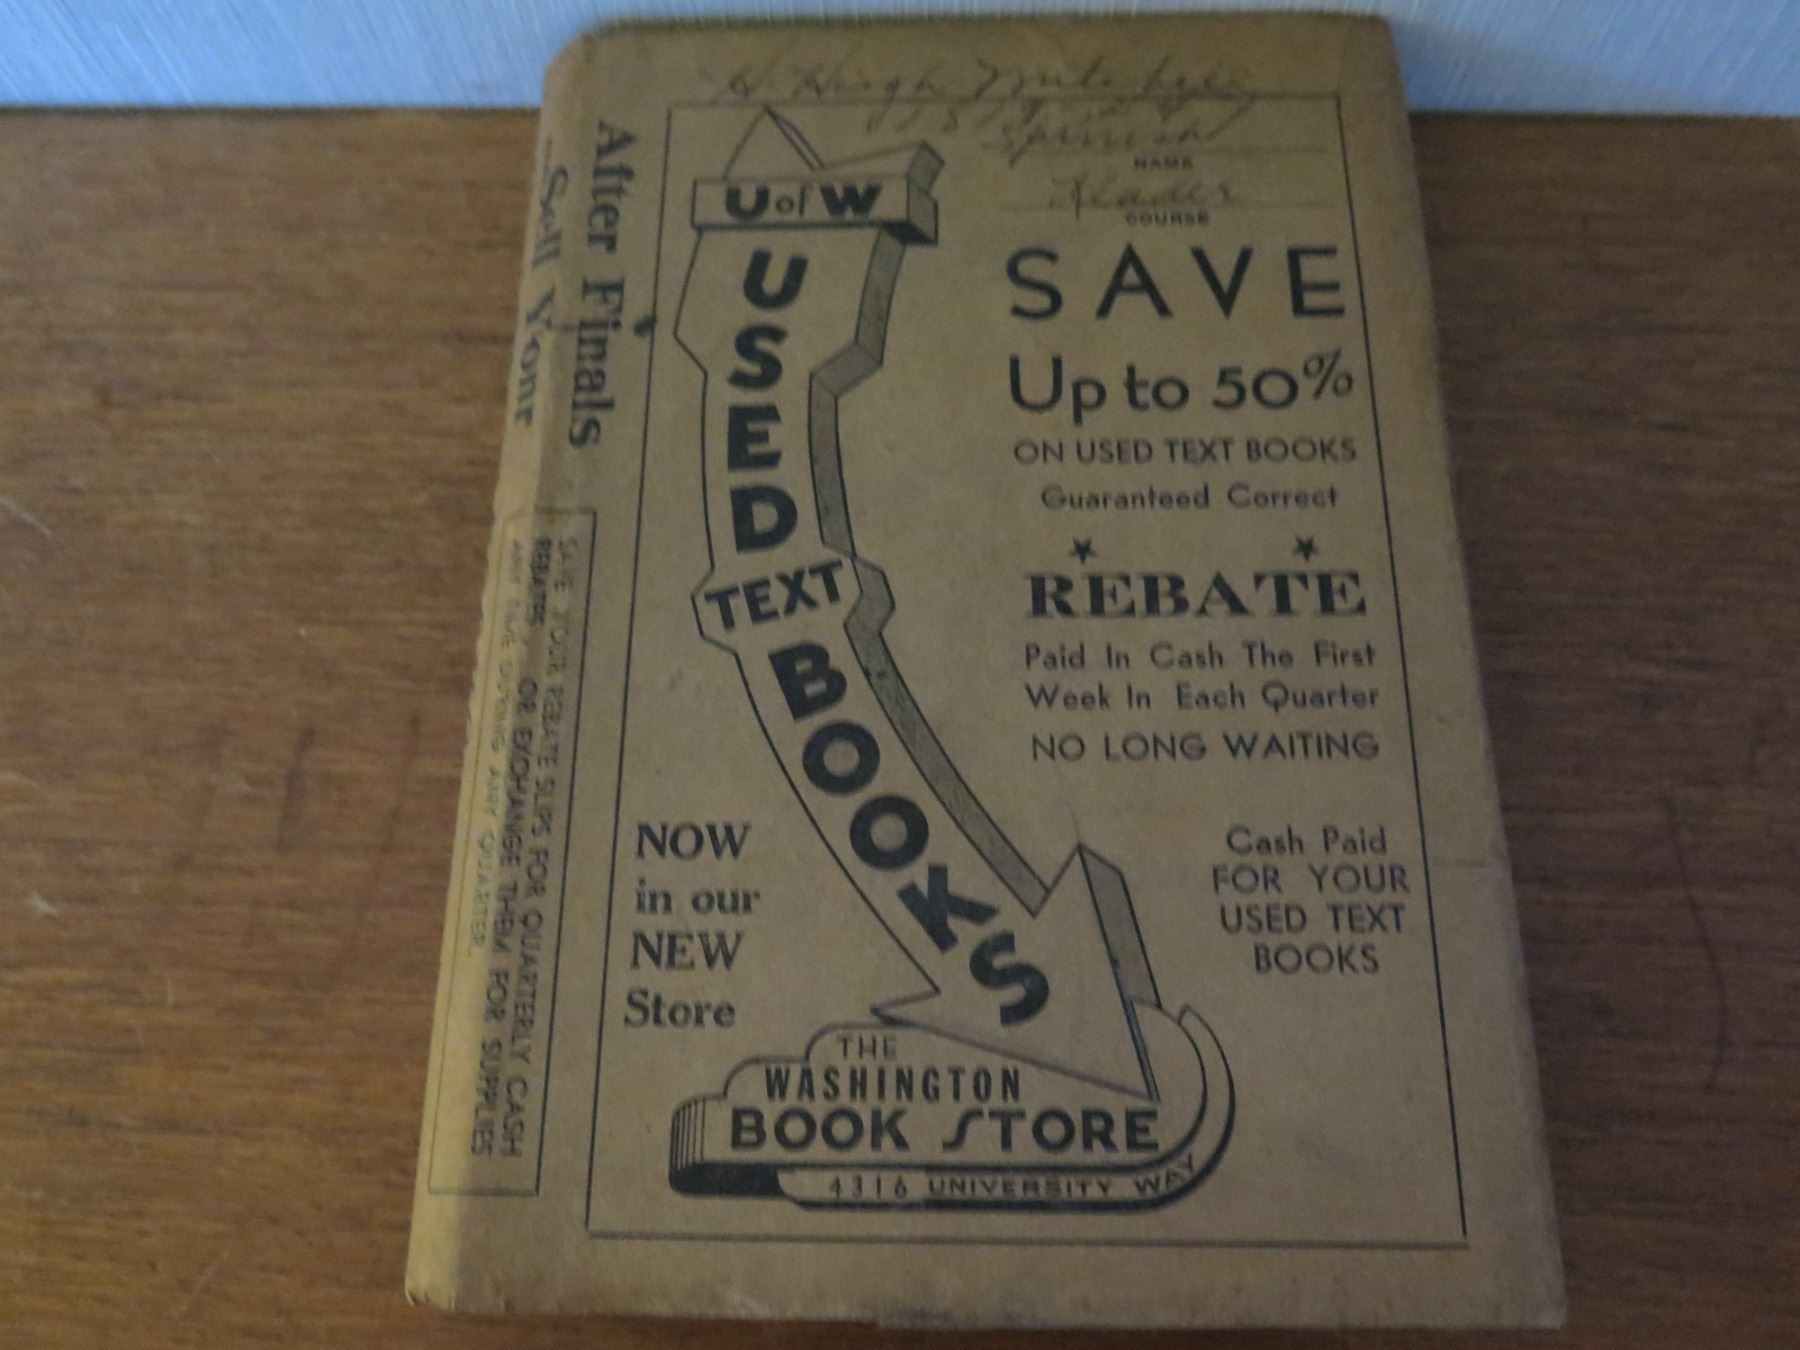 Spanish
NAME
Reader
COURSE
U of W
USED
TEXT
BOOKS
SAVE
Up to 50%
ON USED TEXT BOOKS
Guaranteed Correct
REBATE
Paid In Cash The First
Week In Each Quarter
NO LONG WAITING
Cash Paid
FOR YOUR
USED TEXT
BOOKS
NOW
in our
NEW
Store
THE
WASHINGTON
BOOK STORE
4316 UNIVERSITY WAY
After Finals
...Sell Your
SAVE YOUR REBATE SLIPS FOR QUARTERLY CASH
REBATES OR EXCHANGE THEM FOR SUPPLIES
ANY TIME DURING ANY QUARTER.